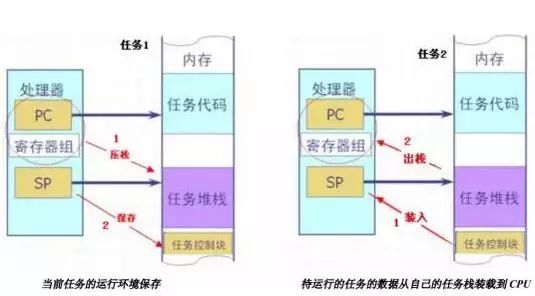 任务1
内存
处理器
PC
任务代码
寄存器组
1
压栈
SP
任务堆栈
2 保存
任务控制块
当前任务的运行环境保存
任务2
内存
处理器
PC
任务代码
寄存器组
2
出栈
SP
任务堆栈
1 装入
任务控制块
待运行的任务的数据从自己的任务栈装载到 CPU